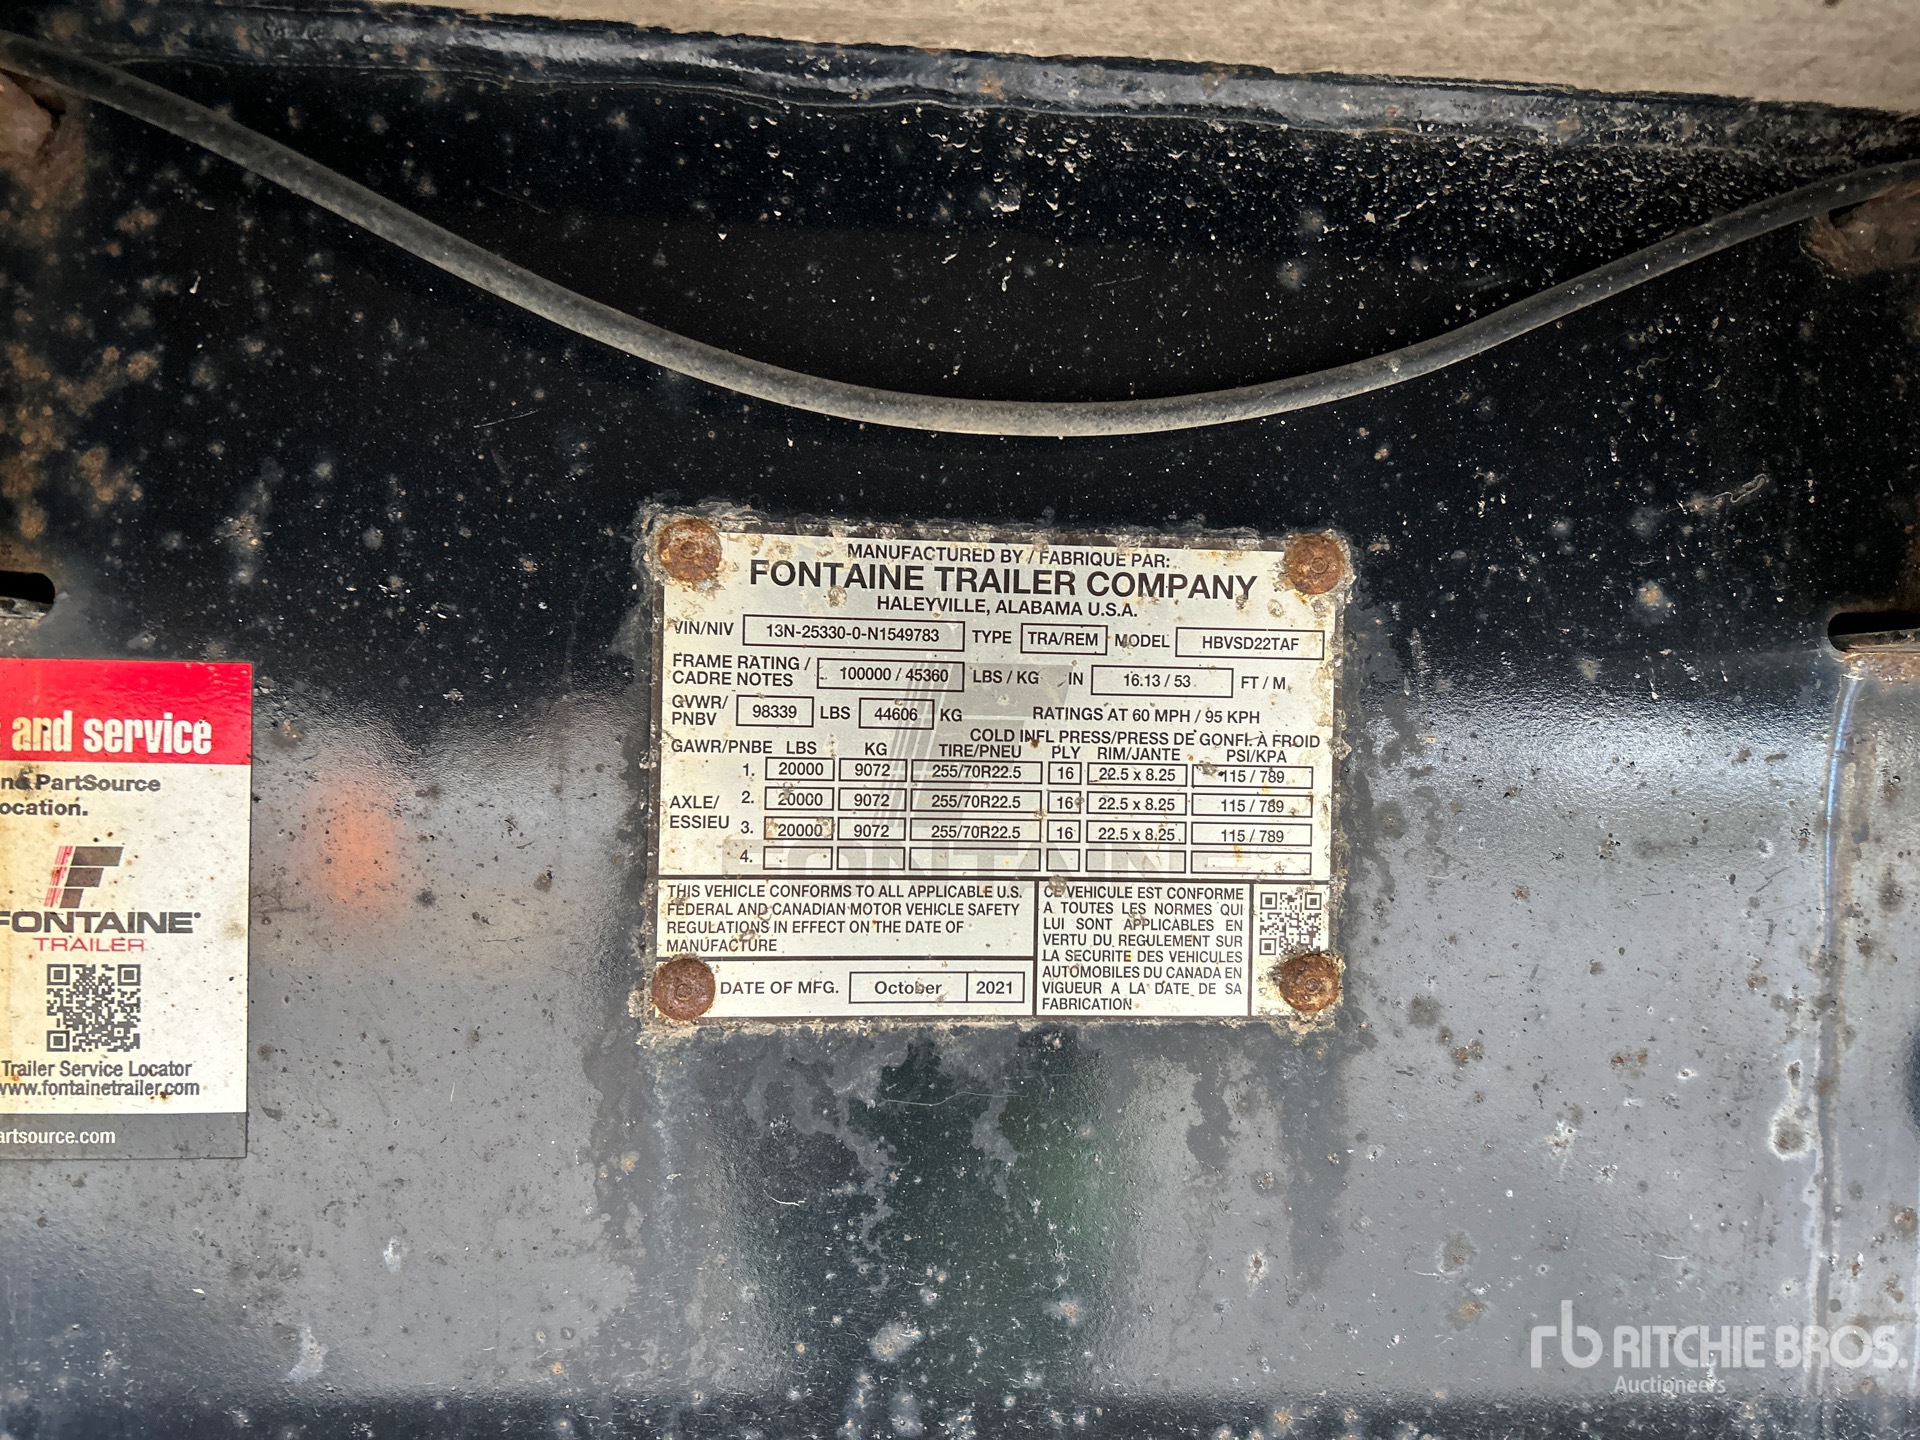 MANUFACTURED BY / FABRIQUE PAR:
FONTAINE TRAILER COMPANY
HALEYVILLE, ALABAMA U.S.A.
VIN/NIV 13N-25330-0-N1549783 TYPE TRA/REM MODEL HBVSD22TAF
FRAME RATING / CADRE NOTES 100000 / 45360 LBS / KG IN 16.13 / 53 FT / M
GVWR/ PNBV 98339 LBS 44606 KG RATINGS AT 60 MPH / 95 KPH
COLD INFL PRESS/PRESS DE GONFL À FROID
GAWR/PNBE LBS KG TIRE/PNEU PLY RIM/JANTE PSI/KPA
AXLE/ ESSIEU
1. 20000 9072 255/70R22.5 16 22.5 x 8.25 115 / 789
2. 20000 9072 255/70R22.5 16 22.5 x 8.25 115 / 789
3. 20000 9072 255/70R22.5 16 22.5 x 8.25 115 / 789
4.
THIS VEHICLE CONFORMS TO ALL APPLICABLE U.S.
FEDERAL AND CANADIAN MOTOR VEHICLE SAFETY
REGULATIONS IN EFFECT ON THE DATE OF
MANUFACTURE
DATE OF MFG. October 2021
CE VEHICULE EST CONFORME
A TOUTES LES NORMES QUI
LUI SONT APPLICABLES EN
VERTU DU REGULEMENT SUR
LA SECURITE DES VEHICULES
AUTOMOBILES DU CANADA EN
VIGUEUR A LA DATE DE SA
FABRICATION
and service
PartSource
ocation.
FONTAINE
TRAILER
Trailer Service Locator
www.fontainetrailer.com
artsource.com
rb RITCHIE BROS.
Auctioneers